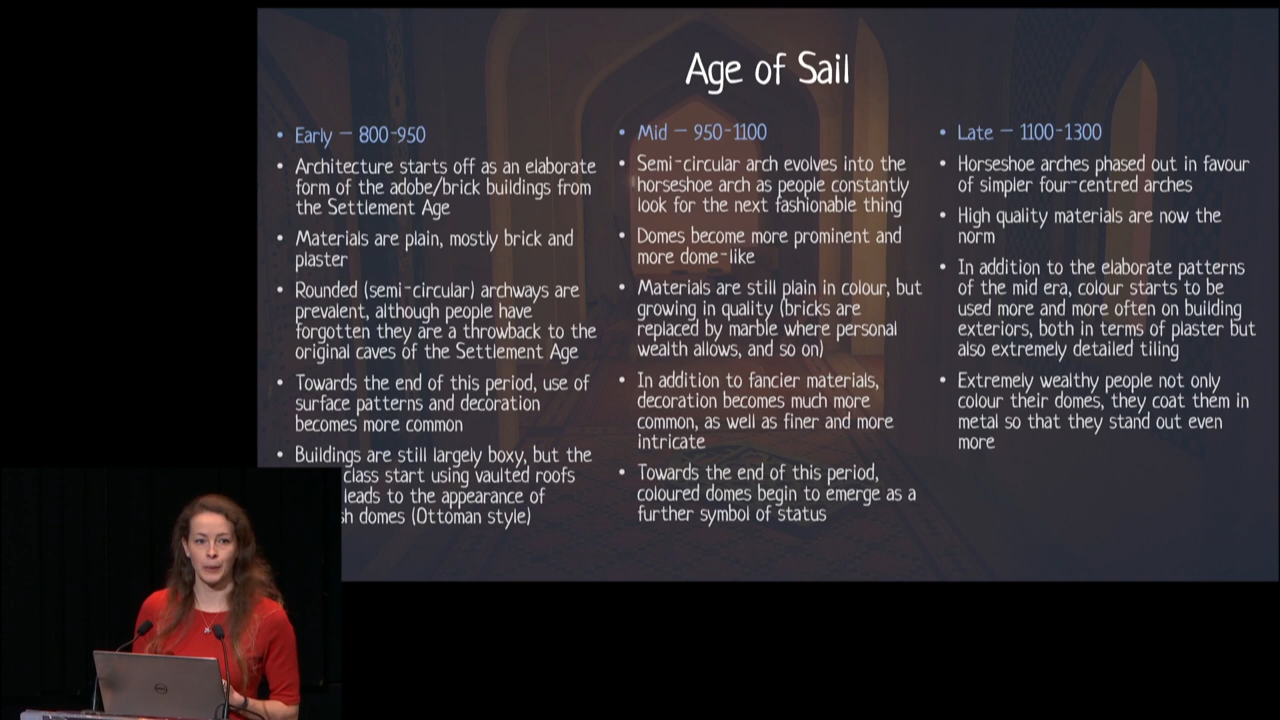 Age of Sail
• Early – 800-950
• Architecture starts off as an elaborate
form of the adobe/brick buildings from
the Settlement Age
• Materials are plain, mostly brick and
plaster
• Rounded (semi-circular) archways are
prevalent, although people have
forgotten they are a throwback to the
original caves of the Settlement Age
• Towards the end of this period, use of
surface patterns and decoration
becomes more common
• Buildings are still largely boxy, but the
class start using vaulted roofs
leads to the appearance of
domes (Ottoman style)
• Mid – 950-1100
• Semi-circular arch evolves into the
horseshoe arch as people constantly
look for the next fashionable thing
• Domes become more prominent and
more dome-like
• Materials are still plain in colour, but
growing in quality (bricks are
replaced by marble where personal
wealth allows, and so on)
• In addition to fancier materials,
decoration becomes much more
common, as well as finer and more
intricate
• Towards the end of this period,
coloured domes begin to emerge as a
further symbol of status
• Late – 1100-1300
• Horseshoe arches phased out in favour
of simpler four-centred arches
• High quality materials are now the
norm
• In addition to the elaborate patterns
of the mid era, colour starts to be
used more and more often on building
exteriors, both in terms of plaster but
also extremely detailed tiling
• Extremely wealthy people not only
colour their domes, they coat them in
metal so that they stand out even
more
DELL